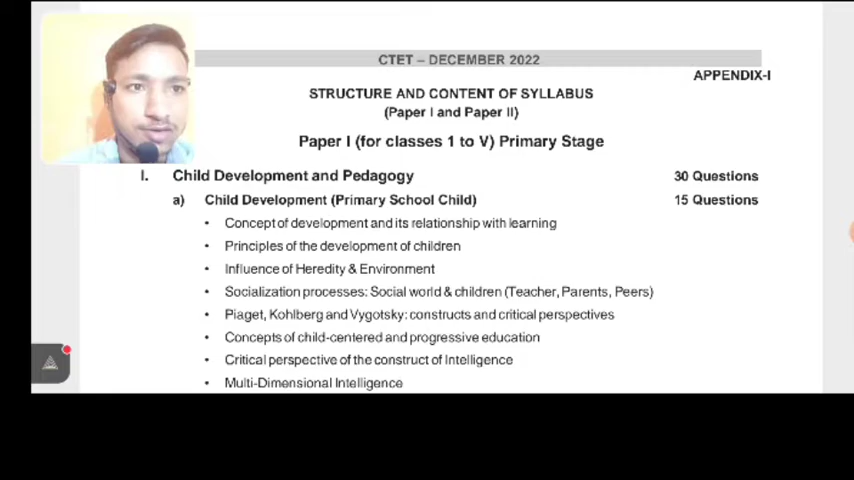 CTET – DECEMBER 2022
APPENDIX-I
STRUCTURE AND CONTENT OF SYLLABUS
(Paper I and Paper II)
Paper I (for classes 1 to V) Primary Stage
I. Child Development and Pedagogy 30 Questions
a) Child Development (Primary School Child) 15 Questions
• Concept of development and its relationship with learning
• Principles of the development of children
• Influence of Heredity & Environment
• Socialization processes: Social world & children (Teacher, Parents, Peers)
• Piaget, Kohlberg and Vygotsky: constructs and critical perspectives
• Concepts of child-centered and progressive education
• Critical perspective of the construct of Intelligence
• Multi-Dimensional Intelligence